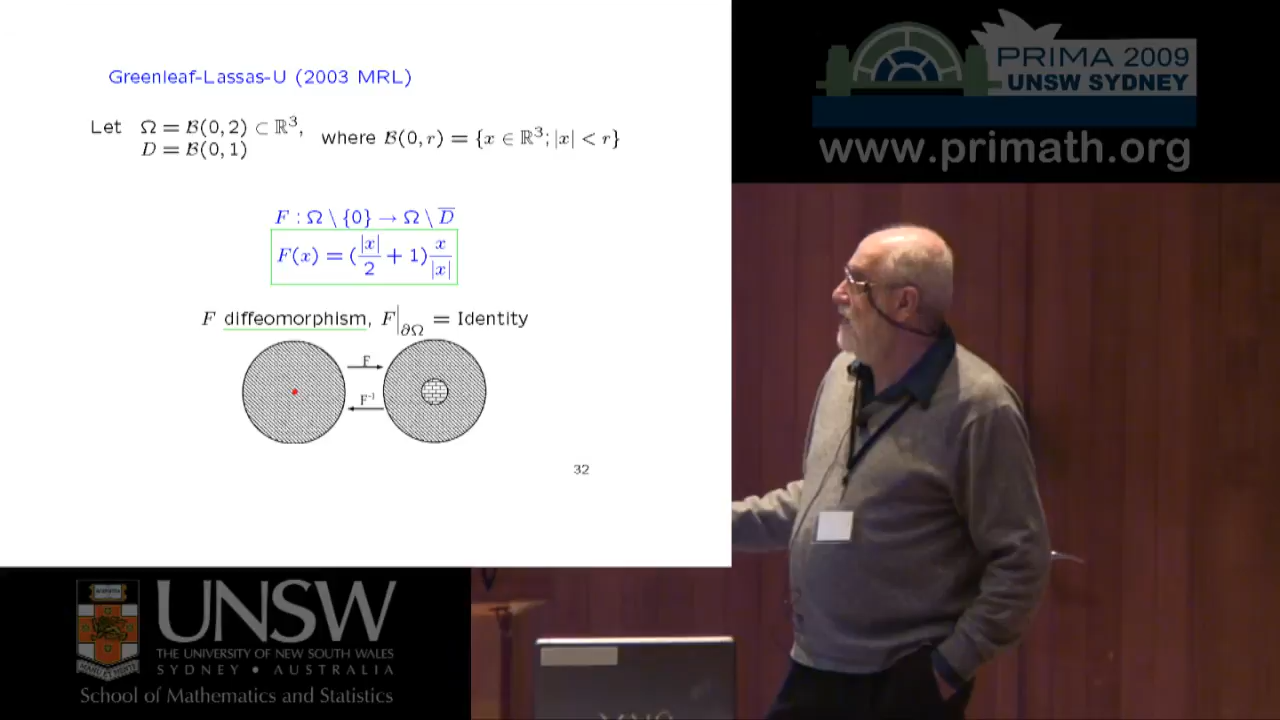 Greenleaf-Lassas-U (2003 MRL)
Let Ω = B(0, 2) ⊂ ℝ³,
D = B(0, 1)
where B(0, r) = {x ∈ ℝ³; |x| < r}
F : Ω \ {0} → Ω \ D̅
F(x) = (|x|/2 + 1) x/|x|
F diffeomorphism, F|∂Ω = Identity
F
F⁻¹
32
PRIMA 2009
UNSW SYDNEY
www.primath.org
UNSW
THE UNIVERSITY OF NEW SOUTH WALES
SYDNEY • AUSTRALIA
School of Mathematics and Statistics